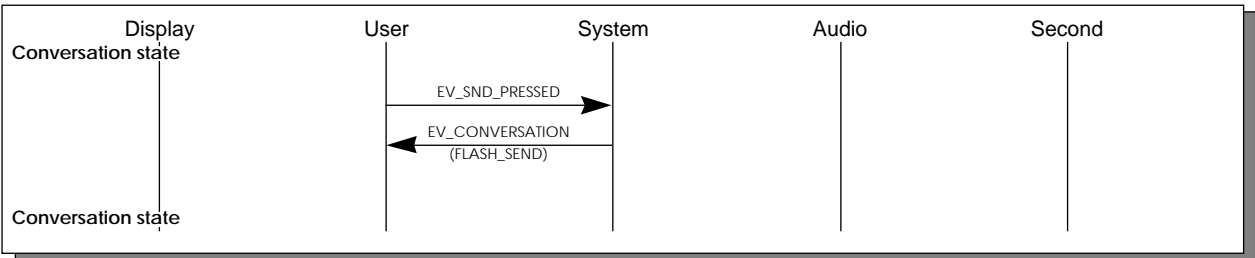 Display User System Audio Second
Conversation state
EV_SND_PRESSED
EV_CONVERSATION
(FLASH_SEND)
Conversation state